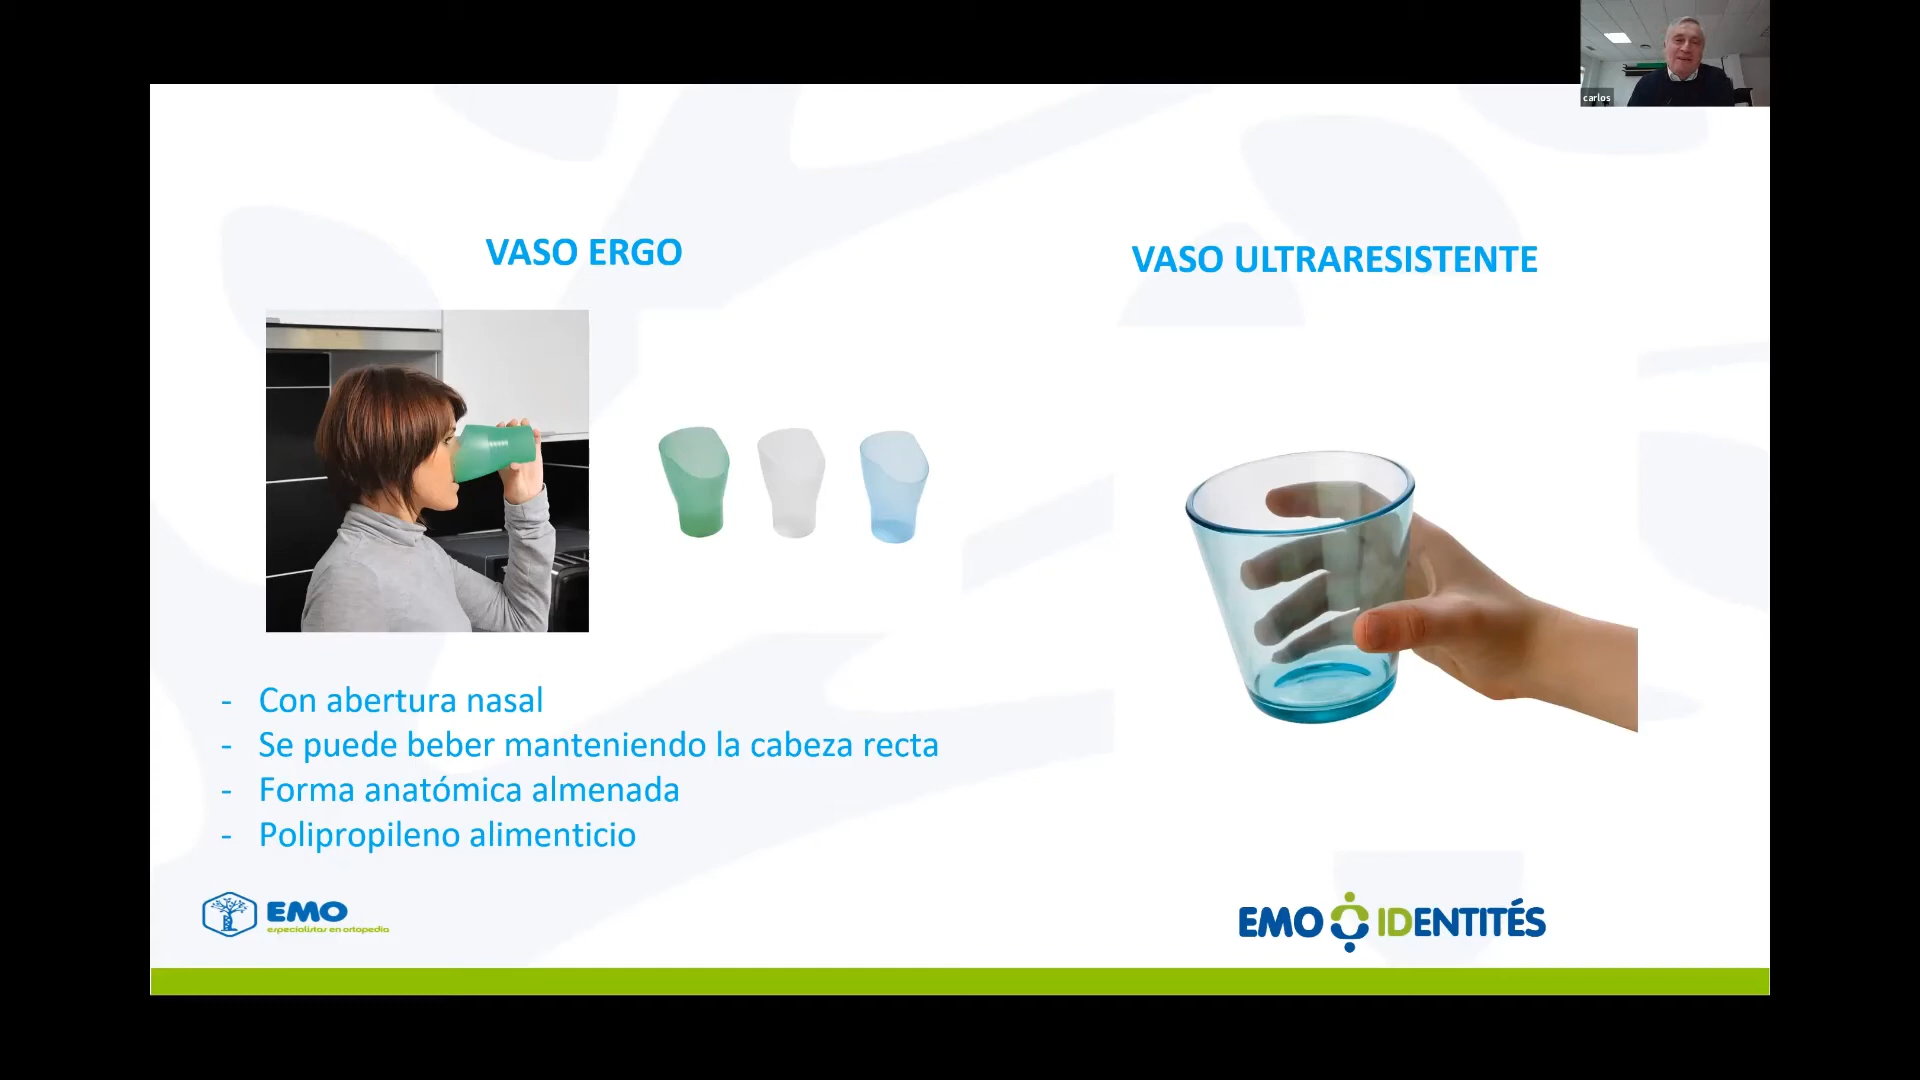 carlos
VASO ERGO
VASO ULTRARESISTENTE
- Con abertura nasal
- Se puede beber manteniendo la cabeza recta
- Forma anatómica almenada
- Polipropileno alimenticio
EMO
especialistas en ortopedia
EMO IDENTITÉS